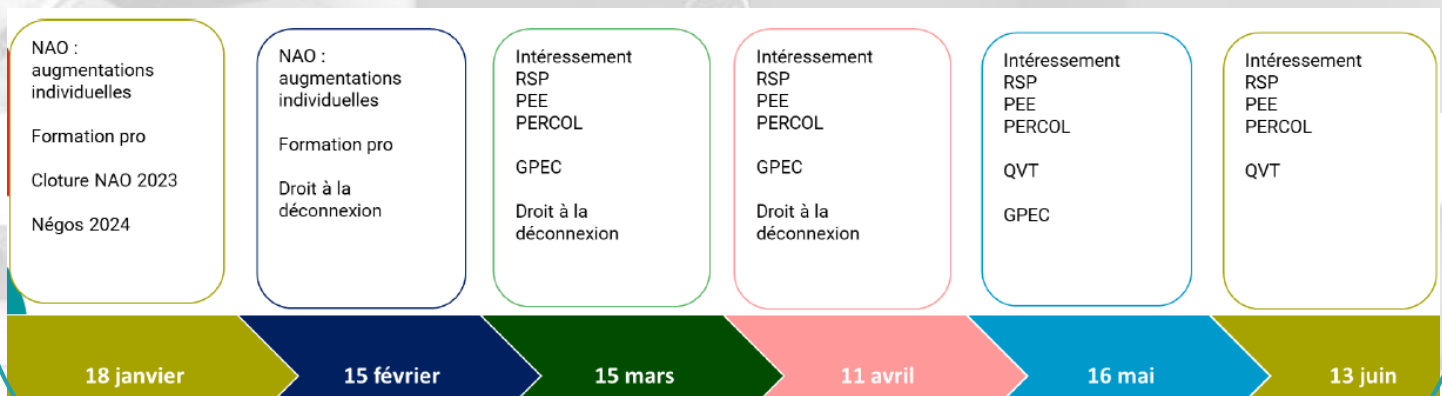 NAO :
augmentations
individuelles
Formation pro
Cloture NAO 2023
Négos 2024
NAO :
augmentations
individuelles
Formation pro
Droit à la
déconnexion
Intéressement
RSP
PEE
PERCOL
GPEC
Droit à la
déconnexion
Intéressement
RSP
PEE
PERCOL
GPEC
Droit à la
déconnexion
Intéressement
RSP
PEE
PERCOL
QVT
GPEC
Intéressement
RSP
PEE
PERCOL
QVT
18 janvier
15 février
15 mars
11 avril
16 mai
13 juin